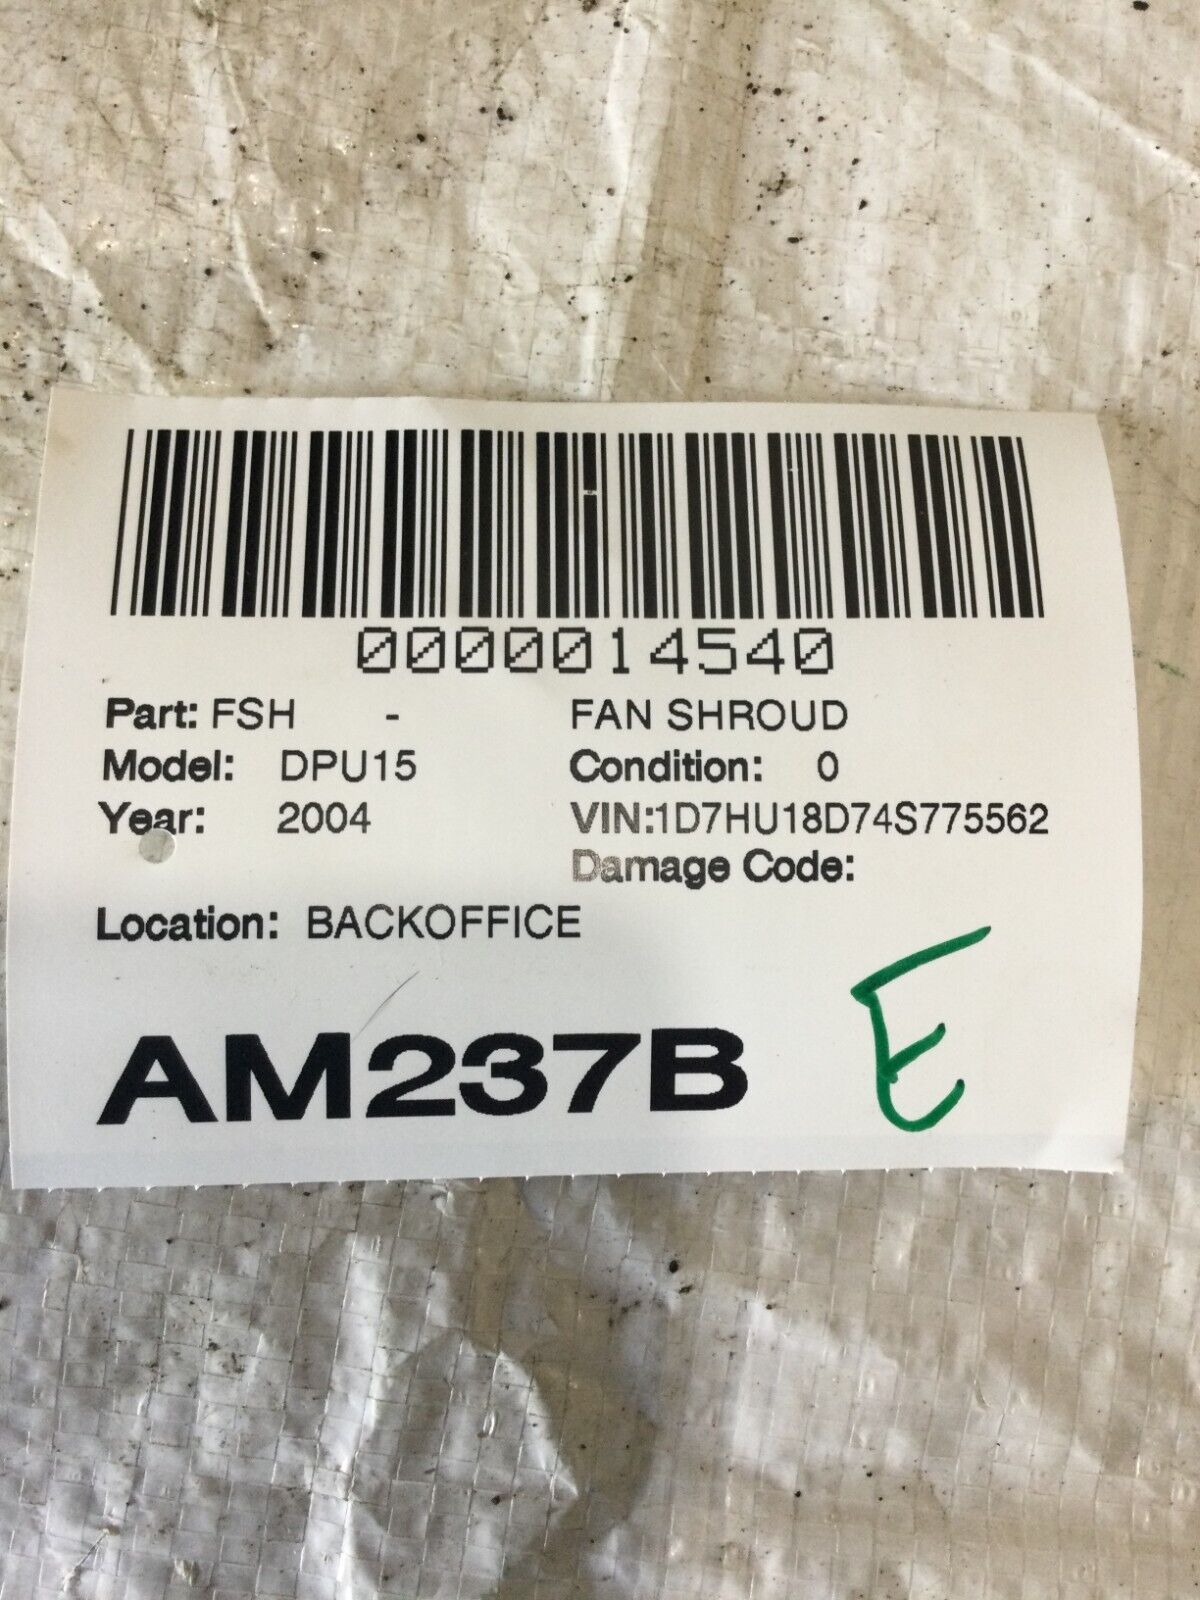 0000014540
Part: FSH - FAN SHROUD
Model: DPU15 Condition: 0
Year: 2004 VIN:1D7HU18D74S775562
Damage Code:
Location: BACKOFFICE
AM237B E